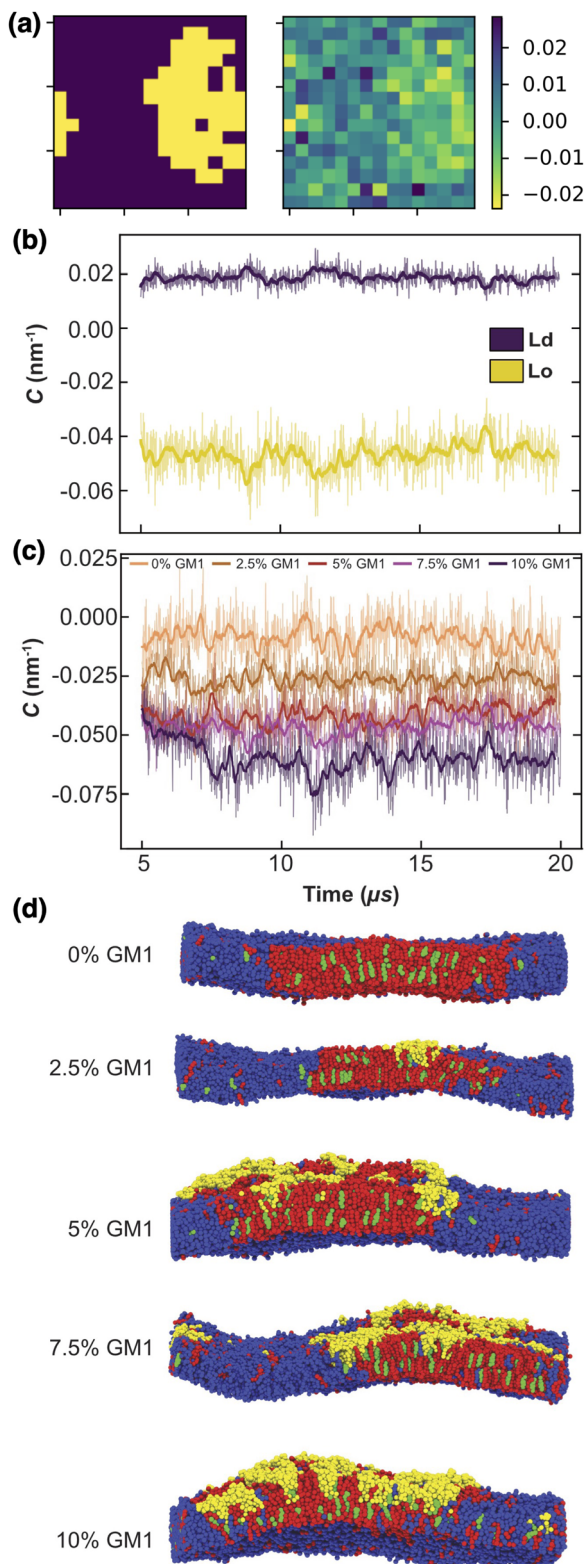 (a)
0.02
0.01
0.00
−0.01
−0.02
(b)
0.02
0.00
-0.02
-0.04
-0.06
C (nm⁻¹)
Ld
Lo
(c)
0% GM1 2.5% GM1 5% GM1 7.5% GM1 10% GM1
0.025
0.000
-0.025
-0.050
-0.075
C (nm⁻¹)
5 10 15 20
Time (µs)
(d)
0% GM1
2.5% GM1
5% GM1
7.5% GM1
10% GM1